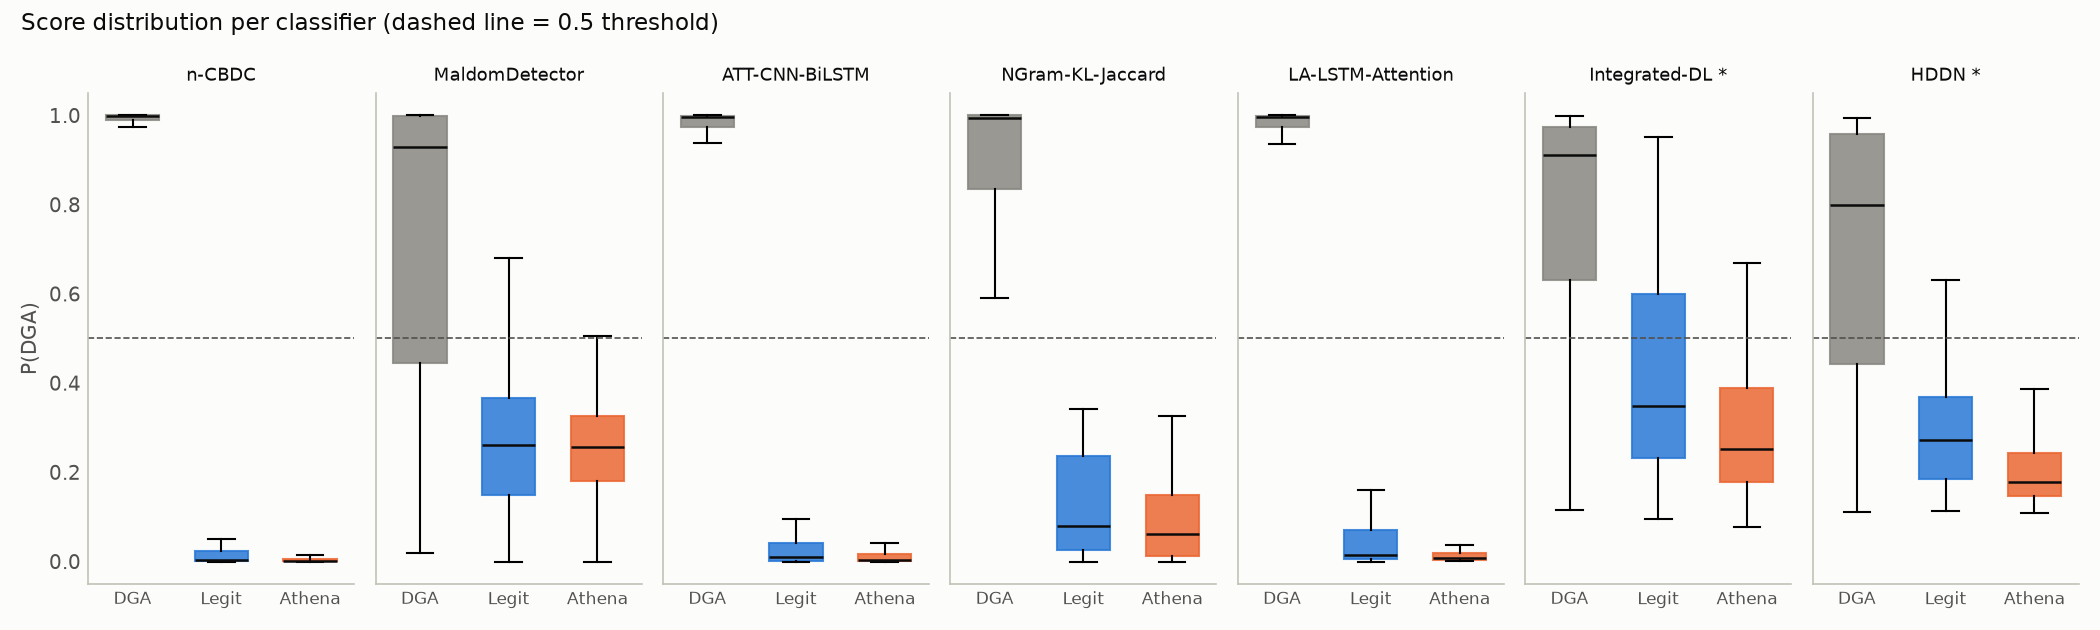 Score distribution per classifier (dashed line = 0.5 threshold)
n-CBDC
MaldomDetector
ATT-CNN-BiLSTM
NGram-KL-Jaccard
LA-LSTM-Attention
Integrated-DL *
HDDN *
P(DGA)
1.0
0.8
0.6
0.4
0.2
0.0
DGA Legit Athena
DGA Legit Athena
DGA Legit Athena
DGA Legit Athena
DGA Legit Athena
DGA Legit Athena
DGA Legit Athena